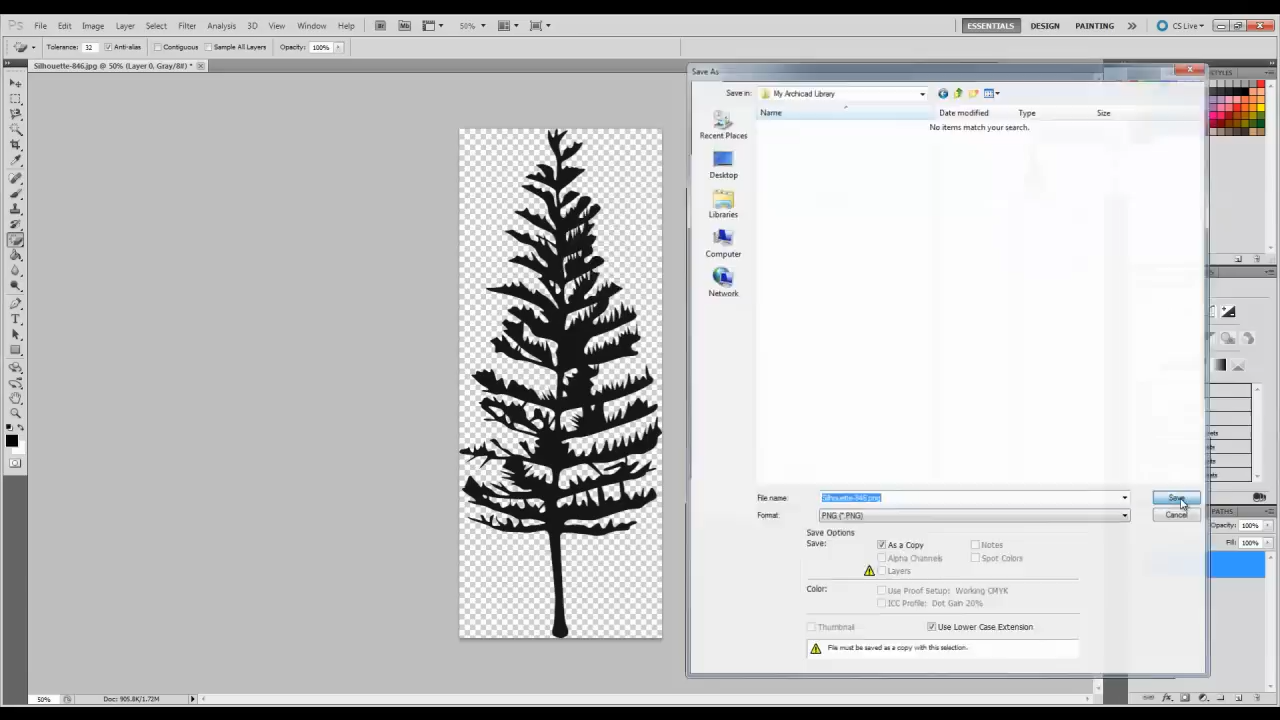 Ps File Edit Image Layer Select Filter Analysis 3D View Window Help Br Mb 50% ESSENTIALS DESIGN PAINTING CS Live
Tolerance: 32 Anti-alias Contiguous Sample All Layers Opacity: 100%
Silhouette-846.jpg @ 50% (Layer 0, Gray/8#) *
Save As
STYLES
Save in: My Archicad Library
Name Date modified Type Size
No items match your search.
Recent Places
Desktop
Libraries
Computer
Network
File name: Silhouette-846.png Save
Format: PNG (*.PNG) Cancel
PATHS
Opacity: 100%
Save Options
Save: As a Copy Notes
Fill: 100%
Alpha Channels Spot Colors
Layers
Color: Use Proof Setup: Working CMYK
ICC Profile: Dot Gain 20%
Thumbnail Use Lower Case Extension
File must be saved as a copy with this selection.
50% Doc: 905.8K/1.72M